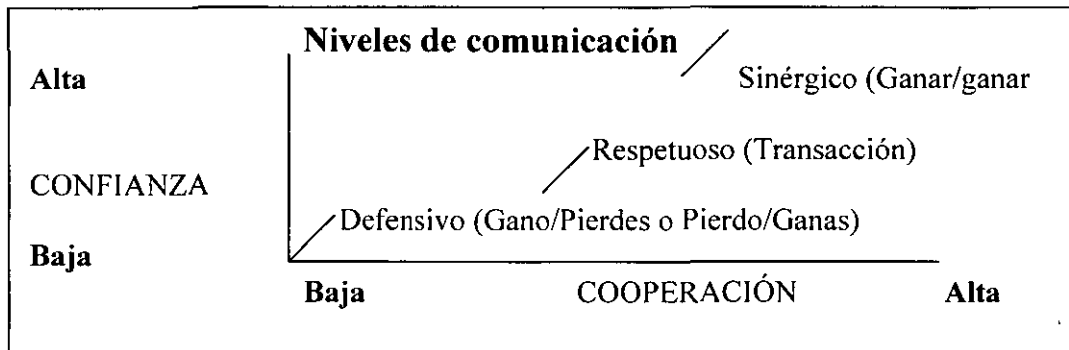 Niveles de comunicación
Alta
Sinérgico (Ganar/ganar
Respetuoso (Transacción)
CONFIANZA
Defensivo (Gano/Pierdes o Pierdo/Ganas)
Baja
Baja COOPERACIÓN Alta